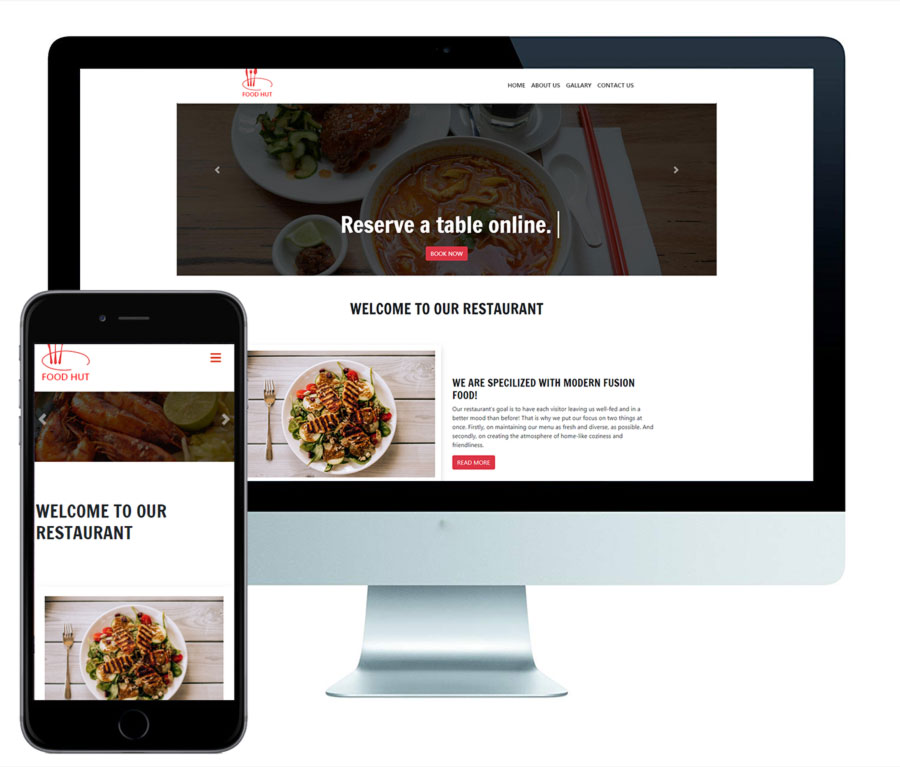 FOOD HUT
HOME ABOUT US GALLARY CONTACT US
Reserve a table online.
BOOK NOW
WELCOME TO OUR RESTAURANT
WE ARE SPECILIZED WITH MODERN FUSION
FOOD!
Our restaurant's goal is to have each visitor leaving us well-fed and in a
better mood than before! That is why we put our focus on two things at
once. Firstly, on maintaining our menu as fresh and diverse, as possible. And
secondly, on creating the atmosphere of home-like coziness and
friendliness.
READ MORE
FOOD HUT
WELCOME TO OUR
RESTAURANT